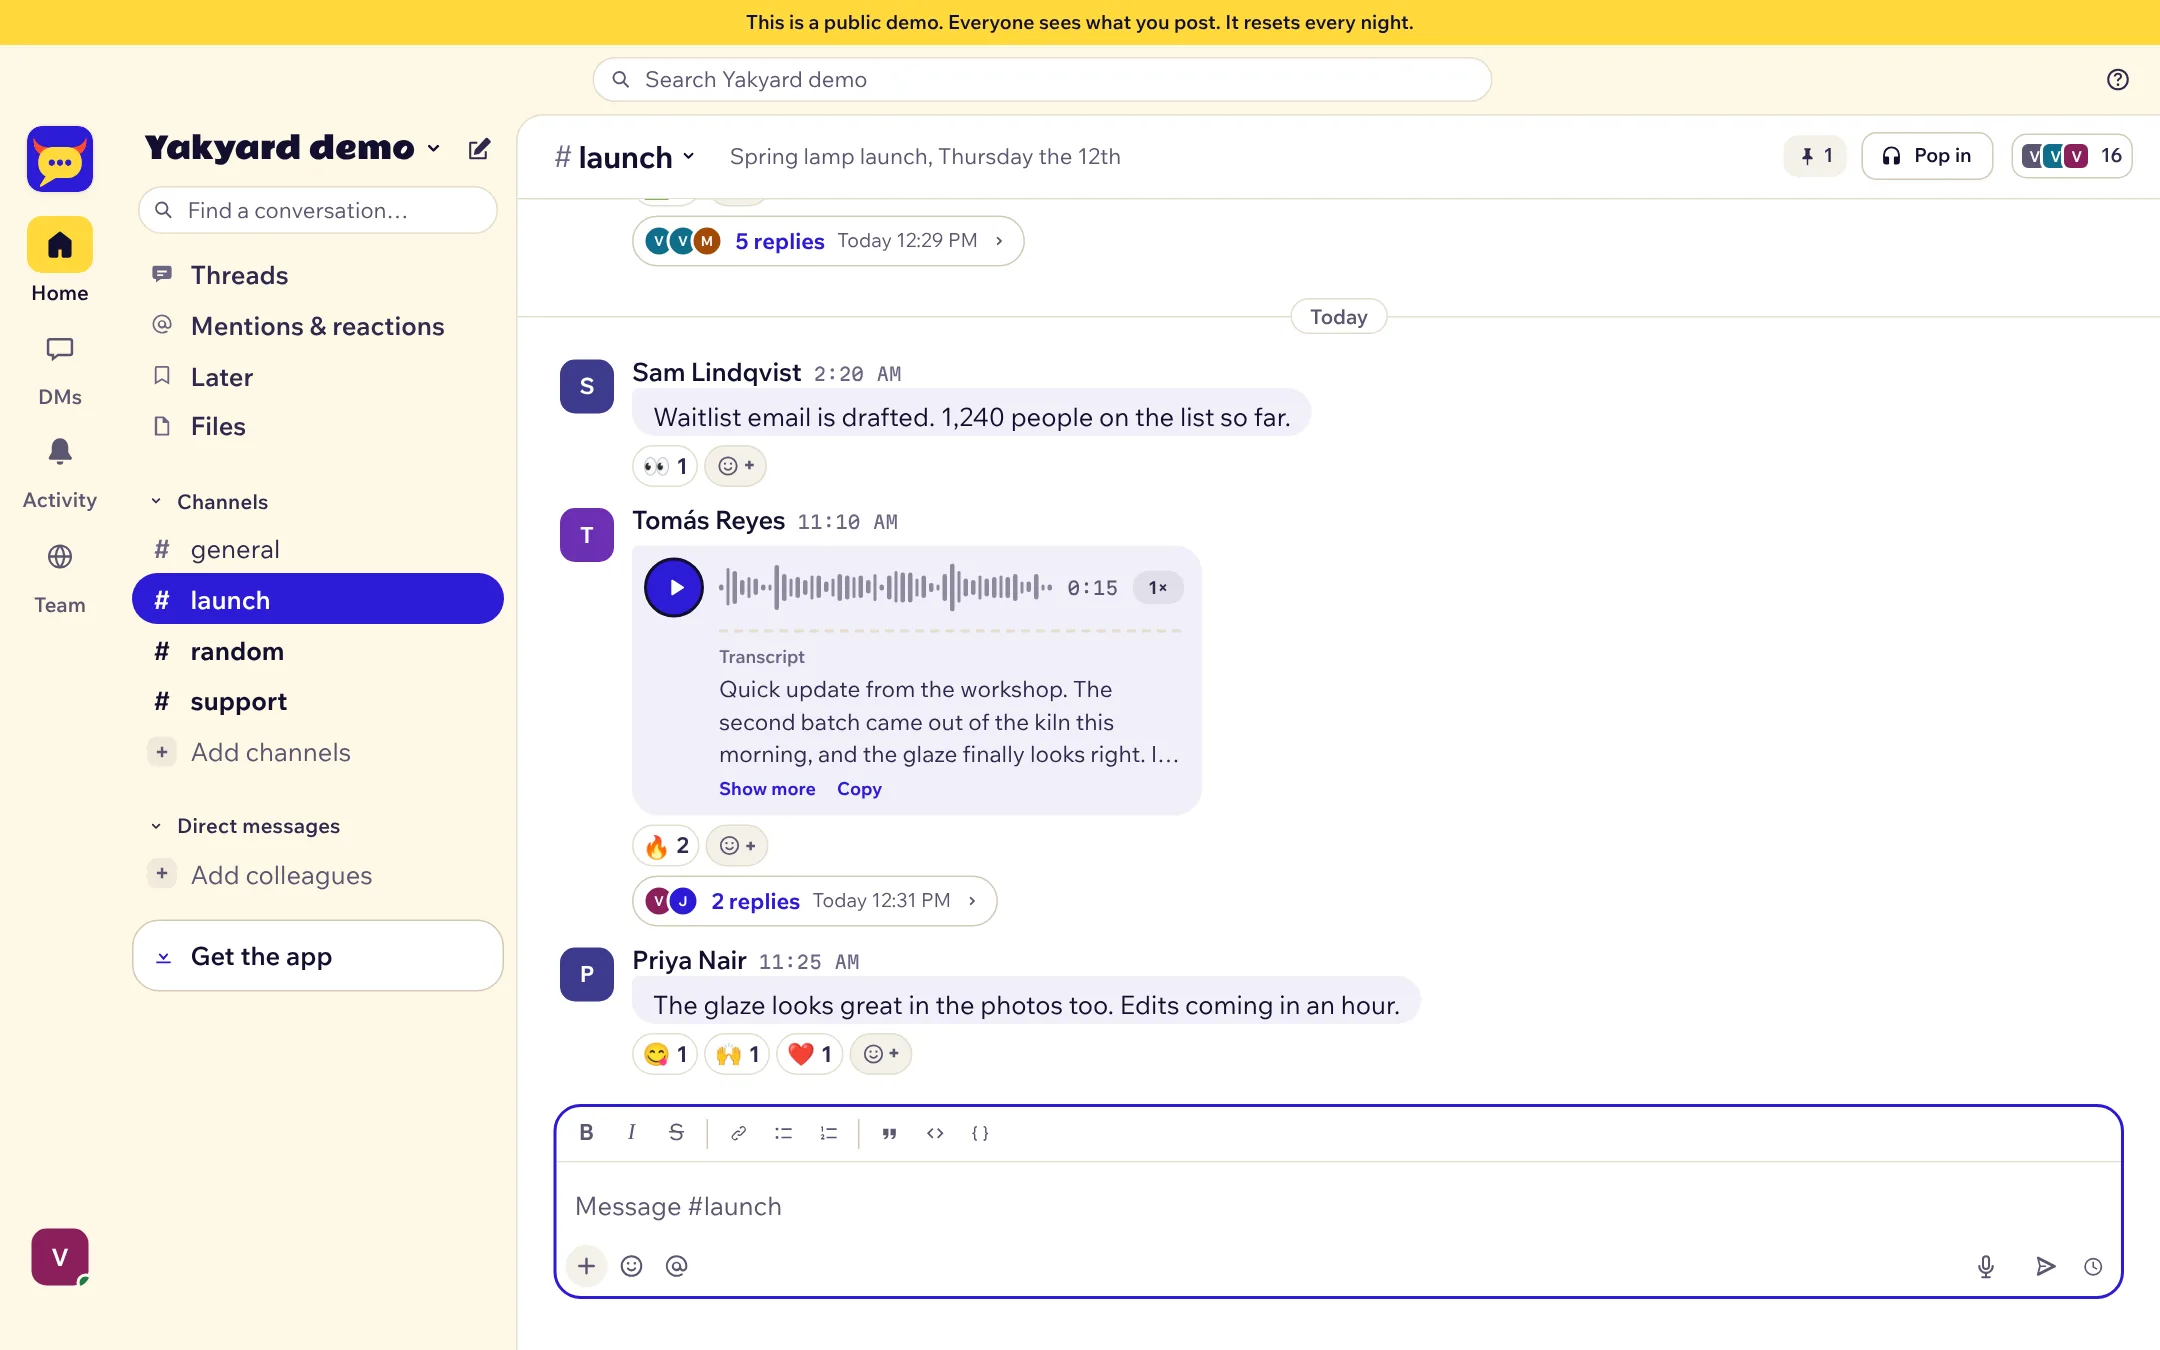 This is a public demo. Everyone sees what you post. It resets every night.
Search Yakyard demo
Home
DMs
Activity
Team
V
Yakyard demo
Find a conversation…
Threads
Mentions & reactions
Later
Files
Channels
# general
# launch
# random
# support
+ Add channels
Direct messages
+ Add colleagues
Get the app
# launch
Spring lamp launch, Thursday the 12th
1
Pop in
V V V 16
V V M 5 replies Today 12:29 PM
Today
S
Sam Lindqvist 2:20 AM
Waitlist email is drafted. 1,240 people on the list so far.
👀 1
T
Tomás Reyes 11:10 AM
0:15 1×
Transcript
Quick update from the workshop. The
second batch came out of the kiln this
morning, and the glaze finally looks right. I…
Show more Copy
🔥 2
V J 2 replies Today 12:31 PM
P
Priya Nair 11:25 AM
The glaze looks great in the photos too. Edits coming in an hour.
😋 1 🙌 1 ❤️ 1
B I S
Message #launch